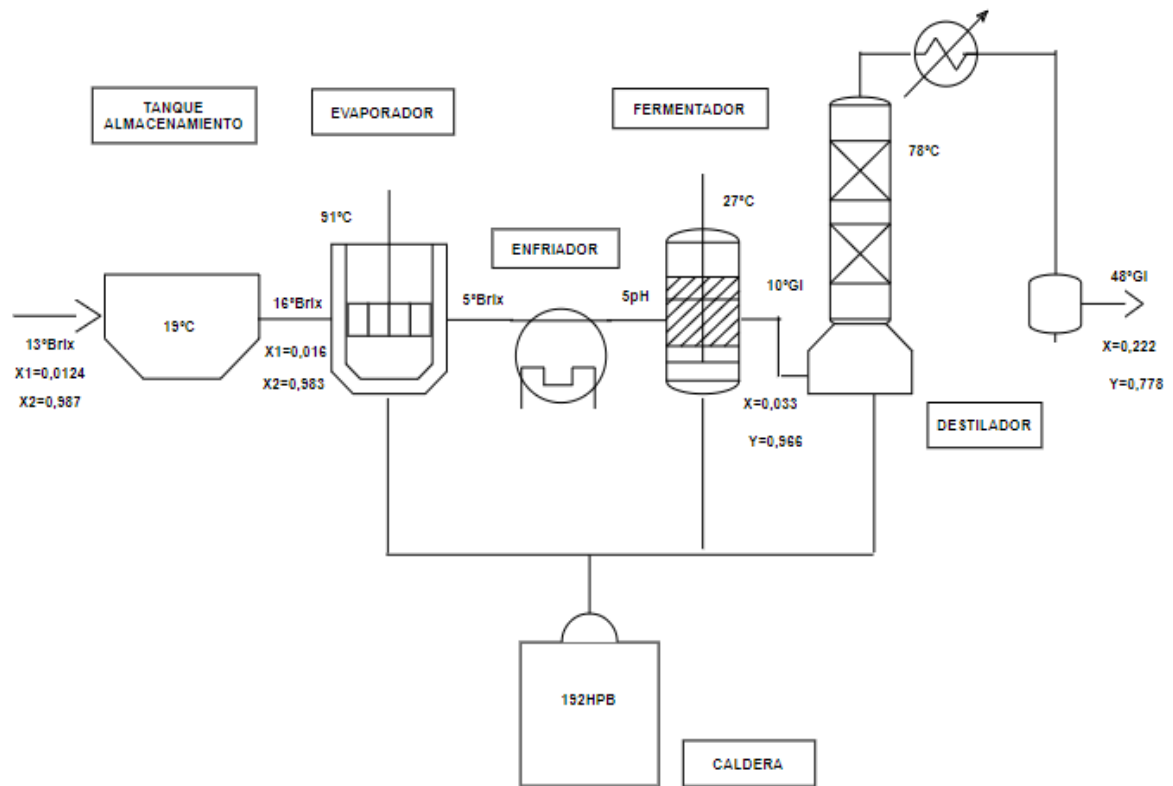 TANQUE
ALMACENAMIENTO
EVAPORADOR
FERMENTADOR
78ºC
91ºC
27ºC
ENFRIADOR
19ºC
16ºBrix
5ºBrix
5pH
10ºGl
48ºGl
13ºBrix
X1=0,0124
X2=0,987
X1=0,016
X2=0,983
X=0,033
Y=0,966
X=0,222
Y=0,778
DESTILADOR
192HPB
CALDERA